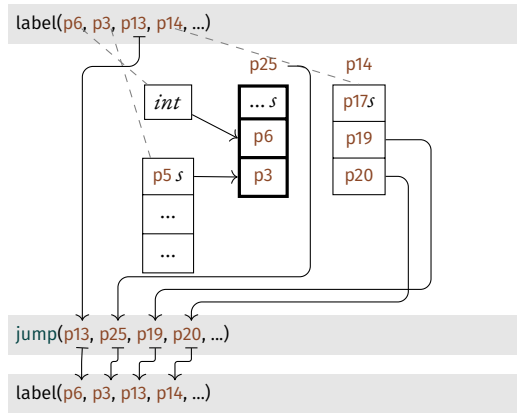 label(p6, p3, p13, p14, ...)
p25 p14
int ... s p17s
p6 p19
p5 s p3 p20
...
...
jump(p13, p25, p19, p20, ...)
label(p6, p3, p13, p14, ...)